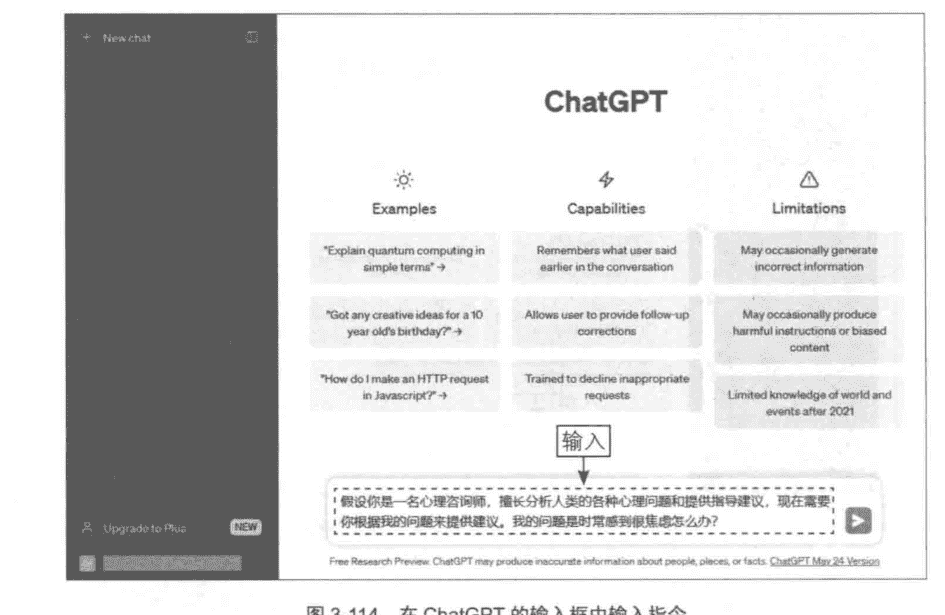 + New chat
ChatGPT
Examples
Capabilities
Limitations
"Explain quantum computing in
simple terms" →
Remembers what user said
earlier in the conversation
May occasionally generate
incorrect information
"Got any creative ideas for a 10
year old's birthday?" →
Allows user to provide follow-up
corrections
May occasionally produce
harmful instructions or biased
content
"How do I make an HTTP request
in Javascript?" →
Trained to decline inappropriate
requests
Limited knowledge of world and
events after 2021
输入
假设你是一名心理咨询师，擅长分析人类的各种心理问题和提供指导建议，现在需要
你根据我的问题来提供建议。我的问题是时常感到很焦虑怎么办？
Upgrade to Plus NEW
Free Research Preview. ChatGPT may produce inaccurate information about people, places, or facts. ChatGPT May 24 Version
图 3-114 在 ChatGPT 的输入框中输入指令